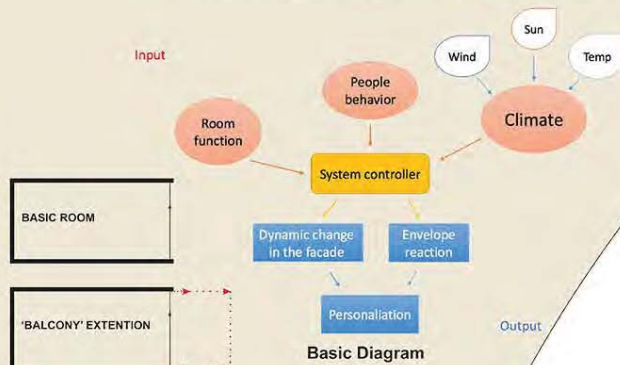 Input
Wind
Sun
Temp
People
behavior
Climate
Room
function
System controller
BASIC ROOM
Dynamic change
in the facade
Envelope
reaction
'BALCONY' EXTENTION
Personaliation
Output
Basic Diagram